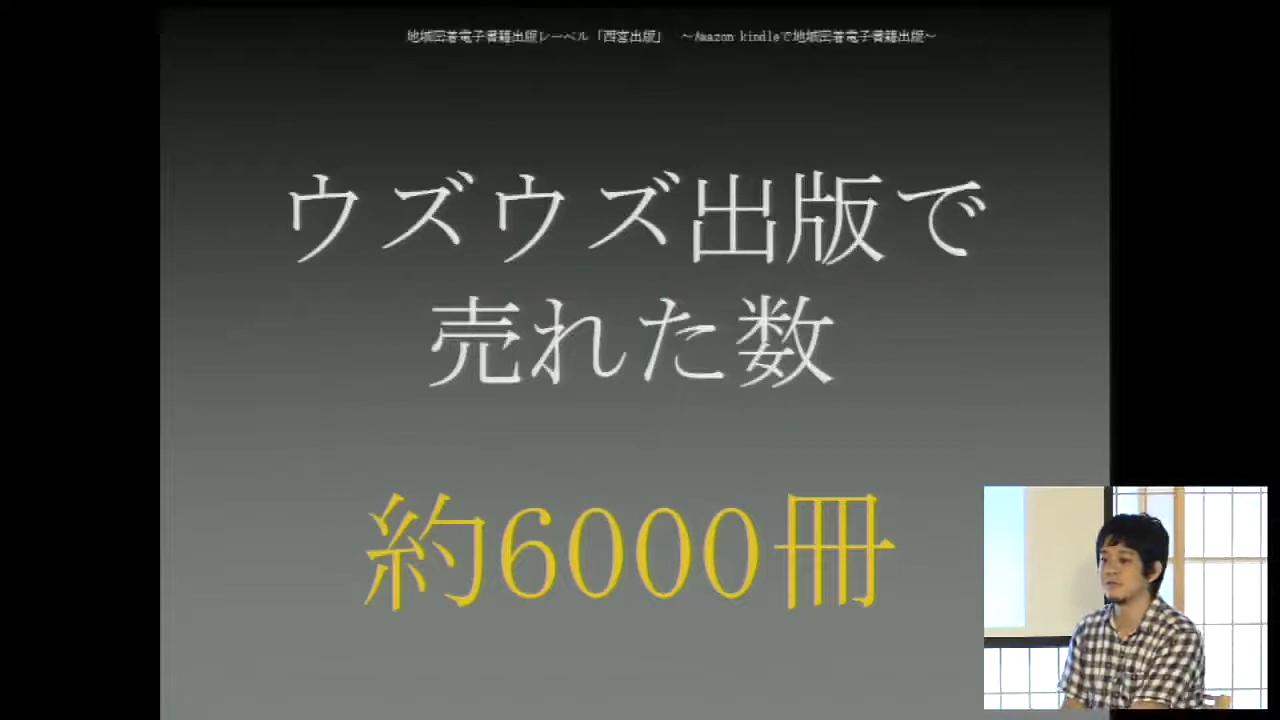 地域密着電子書籍出版レーベル「西宮出版」　～Amazon kindleで地域密着電子書籍出版～
ウズウズ出版で
売れた数
約6000冊